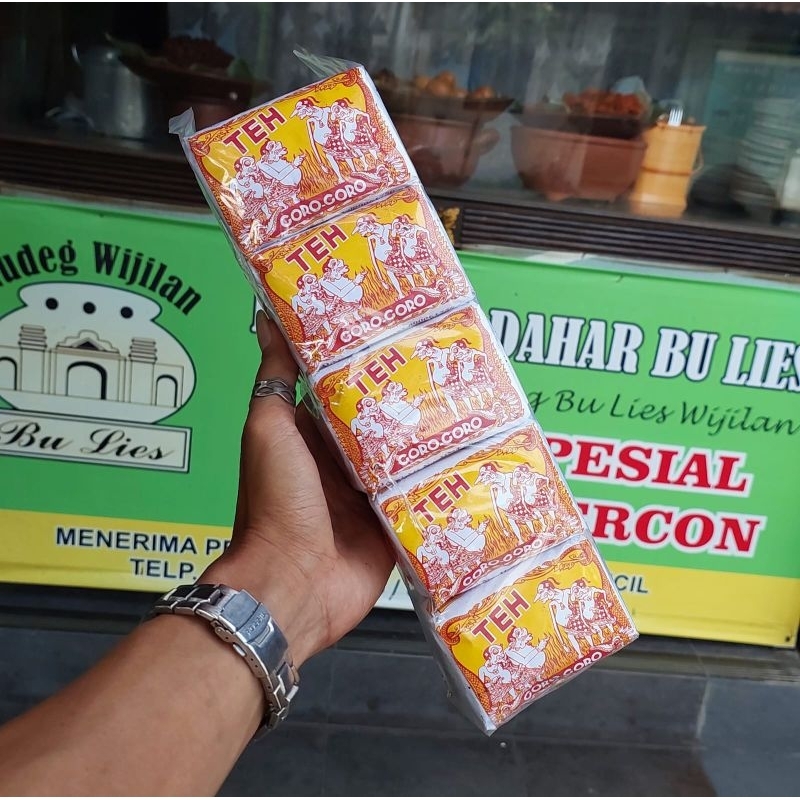 TEH
GORO-GORO
TEH
GORO-GORO
TEH
GORO-GORO
TEH
GORO-GORO
TEH
GORO-GORO
udeg Wijilan
Bu Lies
MENERIMA
TELP.
DAHAR BU LIES
g Bu Lies Wijilan
PESIAL
ERCON
CIL